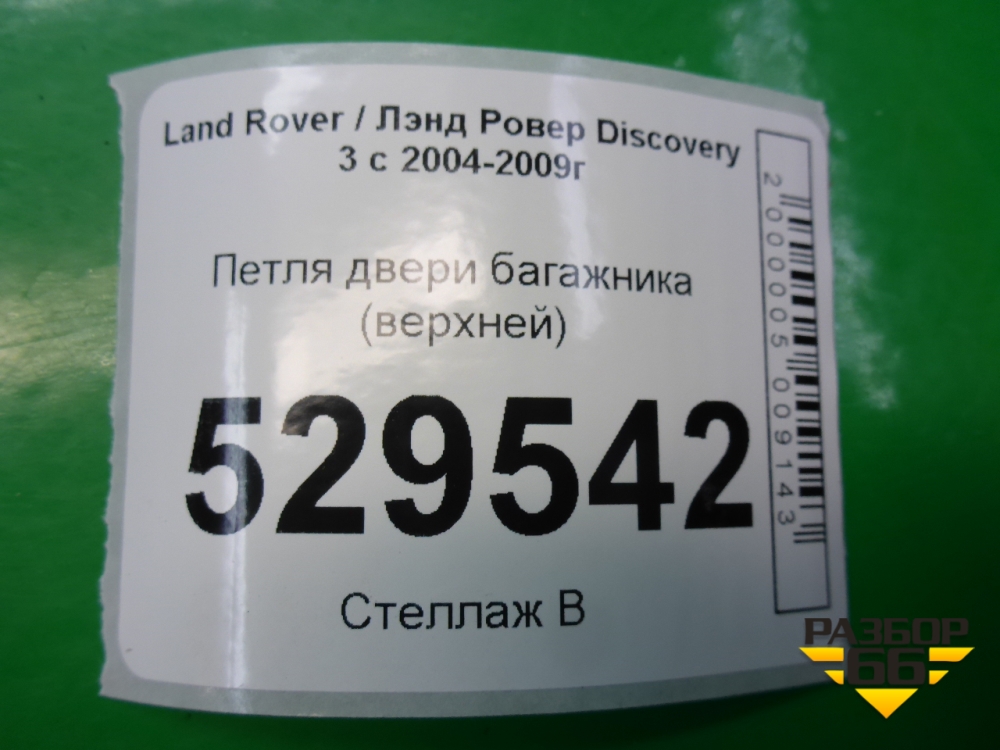 Land Rover / Лэнд Ровер Discovery
3 с 2004-2009г
Петля двери багажника
(верхней)
529542
Стеллаж В
2000005009143
РАЗБОР
66